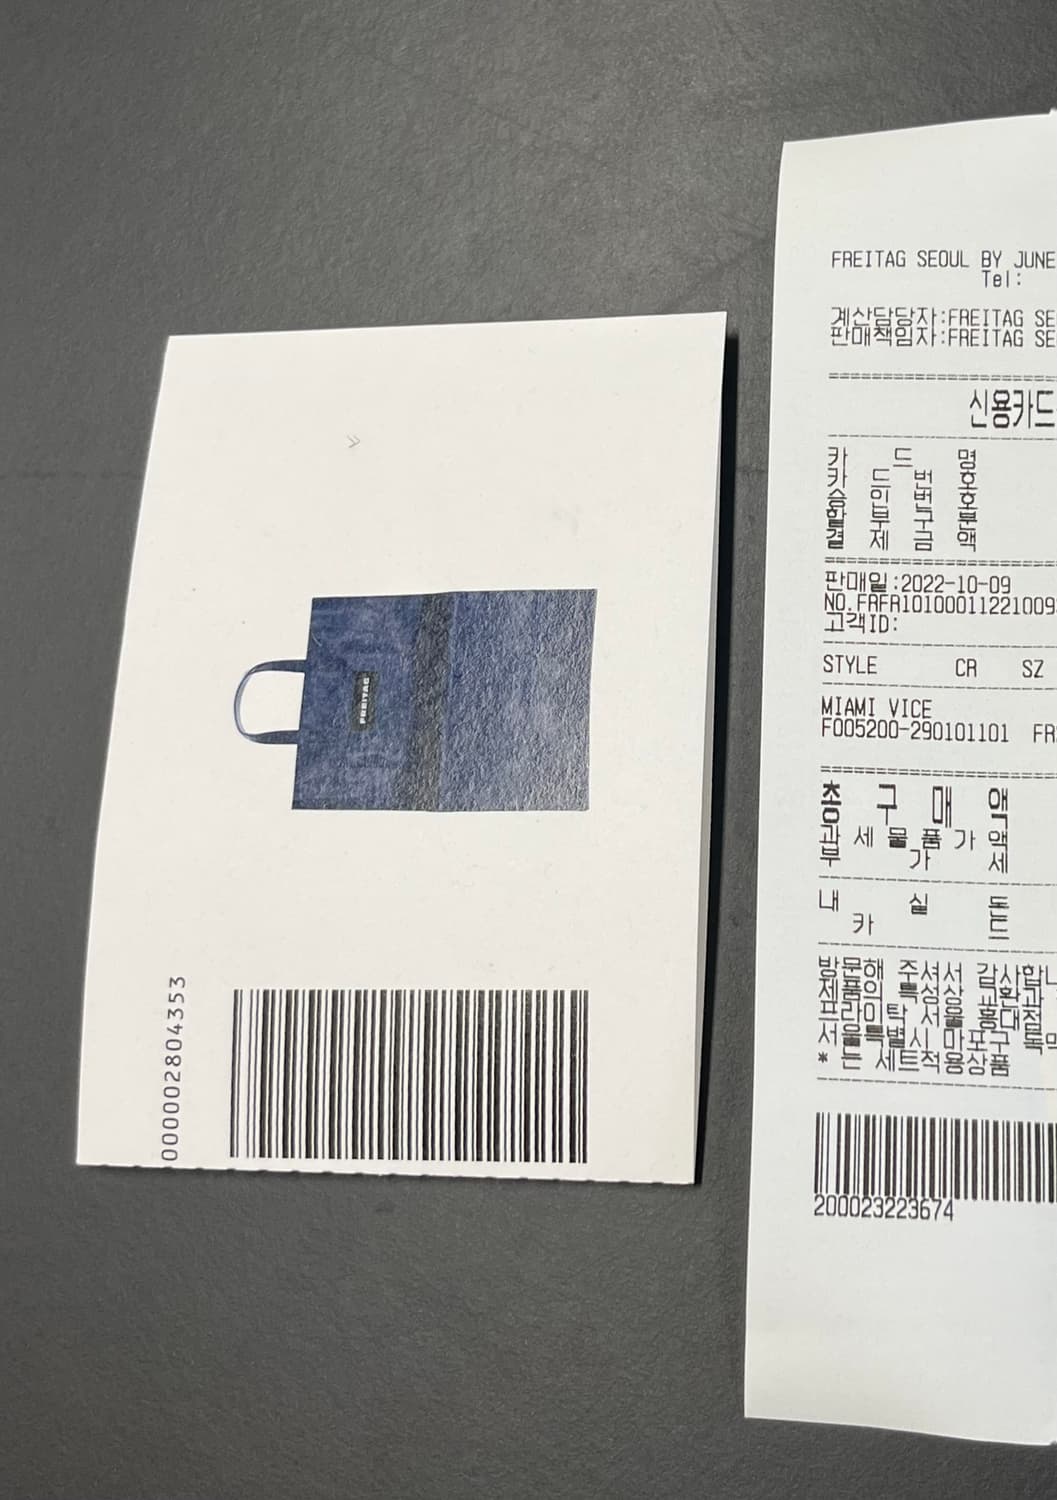 FREITAG
0000002804353
FREITAG SEOUL BY JUNE
Tel:
계산담당자:FREITAG SE
판매책임자:FREITAG SE
신용카드
카 드 명
카 드 번 호
승 인 번 호
할 부 구 분
결 제 금 액
판매일:2022-10-09
NO.FRFR10100011221009
고객ID:
STYLE CR SZ
MIAMI VICE
F005200-290101101 FR
총 구 매 액
과 세 물 품 가 액
부 가 세
내 실 돈
카 드
방문해 주셔서 감사합니
제품의 특성상 교환과
프라이탁 서울 홍대점
서울특별시 마포구 독막
* 는 세트적용상품
200023223674